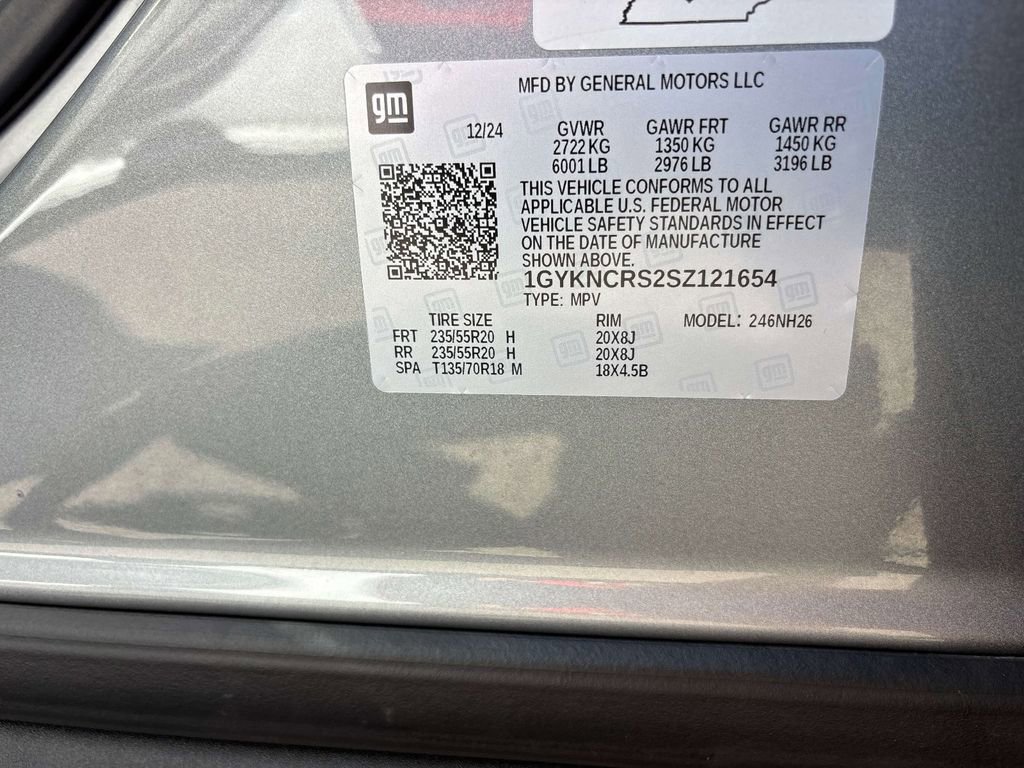 MFD BY GENERAL MOTORS LLC
gm
12/24
GVWR GAWR FRT GAWR RR
2722 KG 1350 KG 1450 KG
6001 LB 2976 LB 3196 LB
THIS VEHICLE CONFORMS TO ALL
APPLICABLE U.S. FEDERAL MOTOR
VEHICLE SAFETY STANDARDS IN EFFECT
ON THE DATE OF MANUFACTURE
SHOWN ABOVE.
1GYKNCRS2SZ121654
TYPE: MPV
TIRE SIZE RIM MODEL: 246NH26
FRT 235/55R20 H 20X8J
RR 235/55R20 H 20X8J
SPA T135/70R18 M 18X4.5B